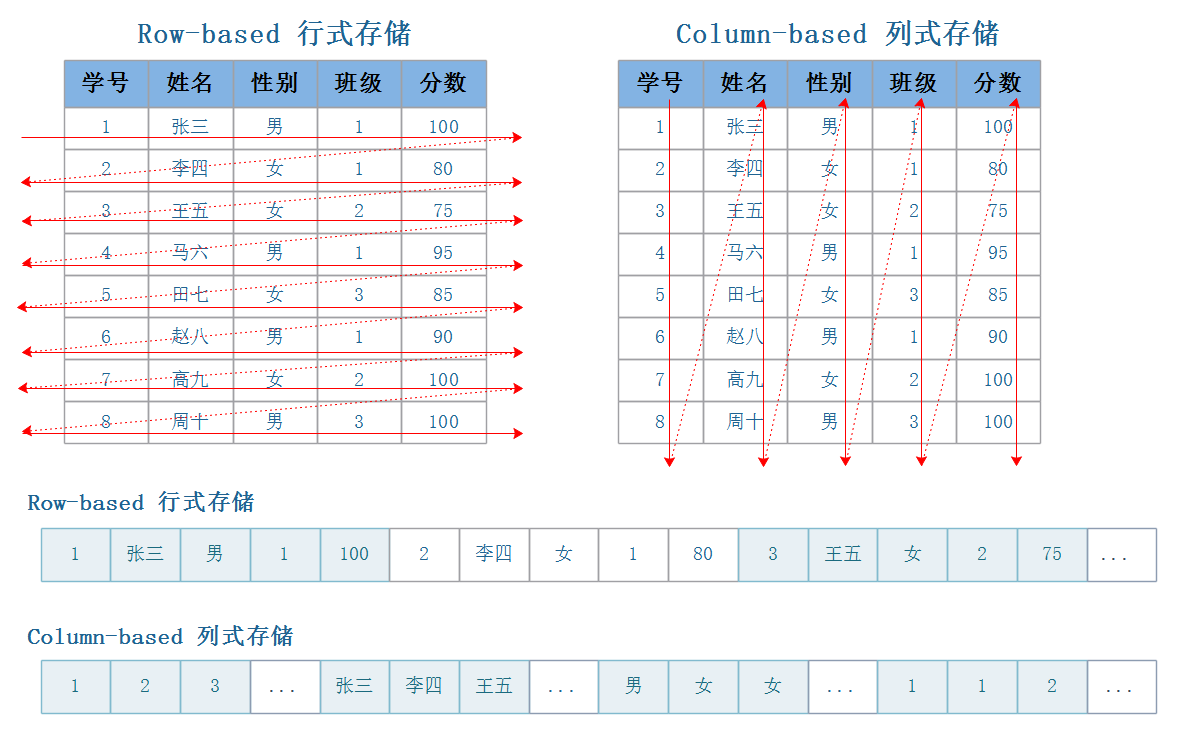 Row-based 行式存储
学号 姓名 性别 班级 分数
1 张三 男 1 100
2 李四 女 1 80
3 王五 女 2 75
4 马六 男 1 95
5 田七 女 3 85
6 赵八 男 1 90
7 高九 女 2 100
8 周十 男 3 100
Column-based 列式存储
学号 姓名 性别 班级 分数
1 张三 男 1 100
2 李四 女 1 80
3 王五 女 2 75
4 马六 男 1 95
5 田七 女 3 85
6 赵八 男 1 90
7 高九 女 2 100
8 周十 男 3 100
Row-based 行式存储
1 张三 男 1 100 2 李四 女 1 80 3 王五 女 2 75 ...
Column-based 列式存储
1 2 3 ... 张三 李四 王五 ... 男 女 女 ... 1 1 2 ...